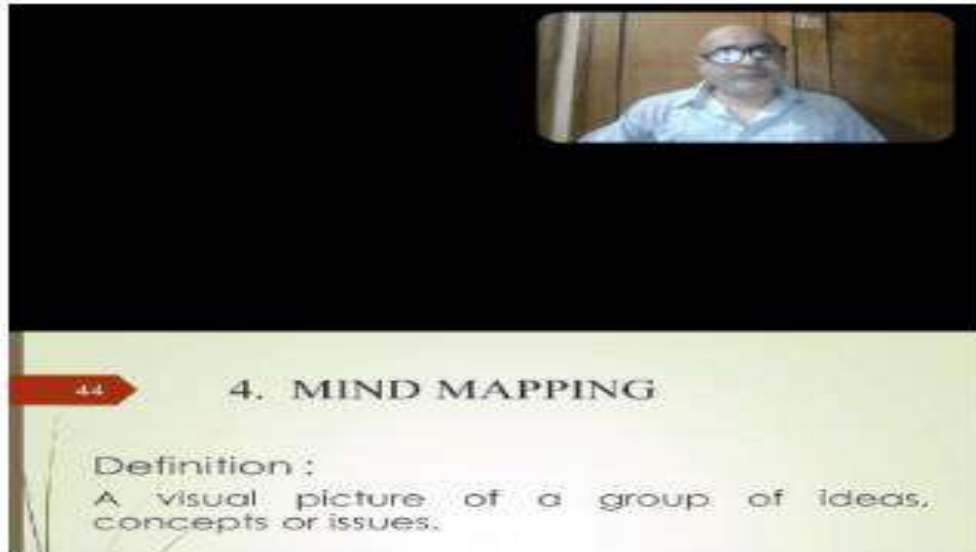 44
4. MIND MAPPING
Definition :
A visual picture of a group of ideas,
concepts or issues.